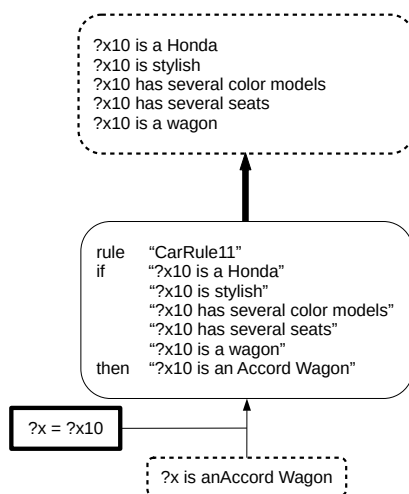 ?x10 is a Honda
?x10 is stylish
?x10 has several color models
?x10 has several seats
?x10 is a wagon
rule “CarRule11”
if “?x10 is a Honda”
“?x10 is stylish”
“?x10 has several color models”
“?x10 has several seats”
“?x10 is a wagon”
then “?x10 is an Accord Wagon”
?x = ?x10
?x is anAccord Wagon